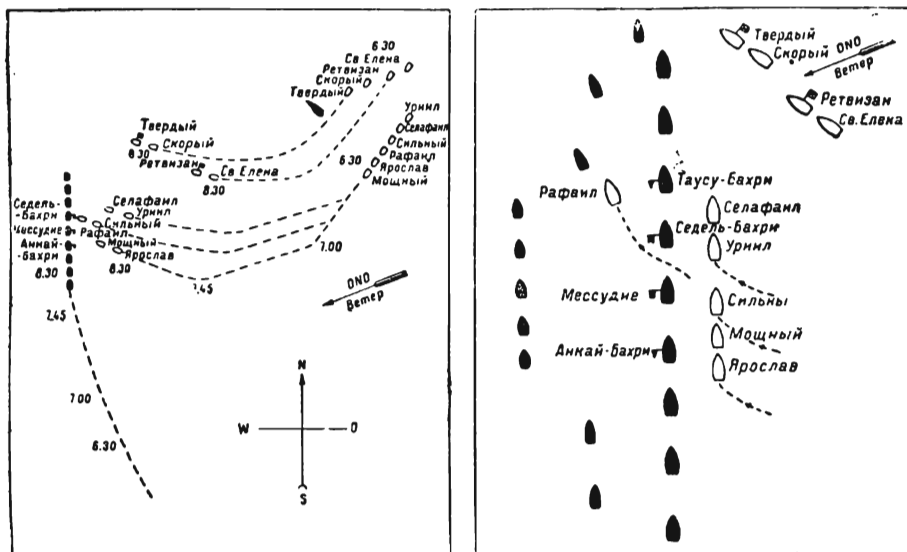 6.30
Св Елена
Ретвизан
Скорый
Твердый
Урнил
Селафаил
Сильный
6.30
Рафаил
Ярослав
Мощный
Твердый
8.30
Скорый
Ретвизан
8.30
Св Елена
Седель-
-Бахри
Мессудие
Анкай-
-Бахри
8.30
Селафаил
Урнил
Сильный
Рафаил
Мощный
8.30
Ярослав
7.00
7.45
ОNO
Ветер
7.45
7.00
6.30
N
W
O
S
Твердый
Скорый
ОNO
Ветер
Ретвизан
Св. Елена
Рафаил
Таусу-Бахри
Селафаил
Седель-Бахри
Урнил
Мессудие
Сильны
Мощный
Анкай-Бахри
Ярослав